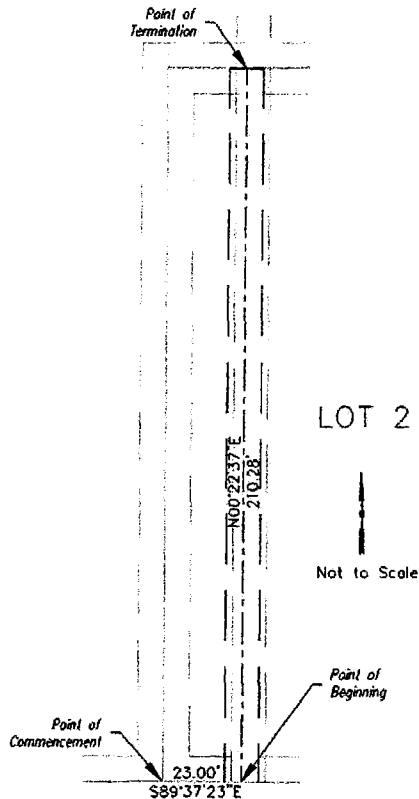 Point of
Termination
LOT 2
N00°22'37"E
210.28'
Not to Scale
Point of
Beginning
Point of
Commencement
23.00'
S89°37'23"E